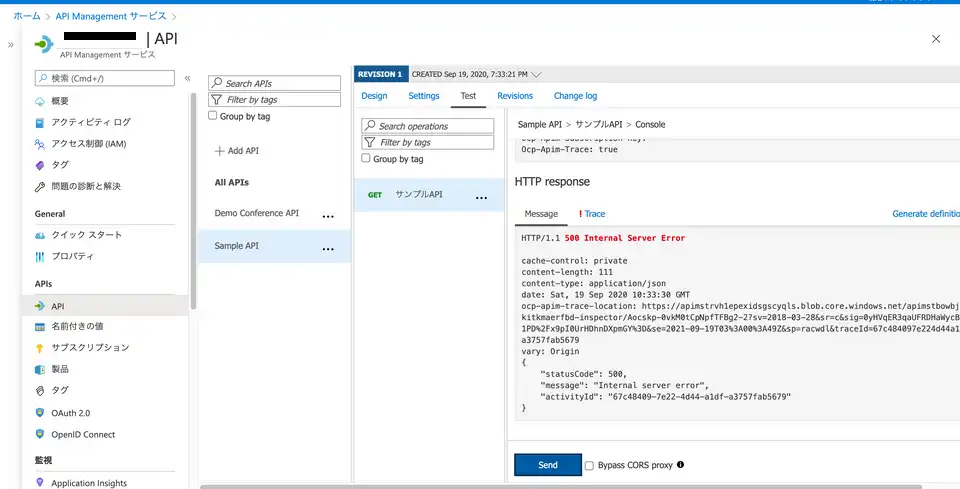 ホーム > API Management サービス >
| API
API Management サービス
検索 (Cmd+/)
概要
アクティビティ ログ
アクセス制御 (IAM)
タグ
問題の診断と解決
General
クイック スタート
プロパティ
APIs
API
名前付きの値
サブスクリプション
製品
タグ
OAuth 2.0
OpenID Connect
監視
Application Insights
Search APIs
Filter by tags
Group by tag
+ Add API
All APIs
Demo Conference API
...
Sample API
...
REVISION 1
CREATED Sep 19, 2020, 7:33:21 PM
Design
Settings
Test
Revisions
Change log
Search operations
Filter by tags
Group by tag
GET サンプルAPI ...
Sample API > サンプルAPI > Console
Ocp-Apim-Subscription-Key:
Ocp-Apim-Trace: true
HTTP response
Message
! Trace
Generate definitio
HTTP/1.1 500 Internal Server Error
cache-control: private
content-length: 111
content-type: application/json
date: Sat, 19 Sep 2020 10:33:30 GMT
ocp-apim-trace-location: https://apimstrvh1epexidsgscyqls.blob.core.windows.net/apimstbowbj
kitkmaerfbd-inspector/Aocskp-0vkM0tCpNpfTFBg2-2?sv=2018-03-28&sr=c&sig=0yHVqER3qaUFRDHaWycB
1PD%2Fx9pI0UrHDhnDXpmGY%3D&se=2021-09-19T03%3A00%3A49Z&sp=racwdl&traceId=67c484097e224d44a1
a3757fab5679
vary: Origin
{
"statusCode": 500,
"message": "Internal server error",
"activityId": "67c48409-7e22-4d44-a1df-a3757fab5679"
}
Send
Bypass CORS proxy